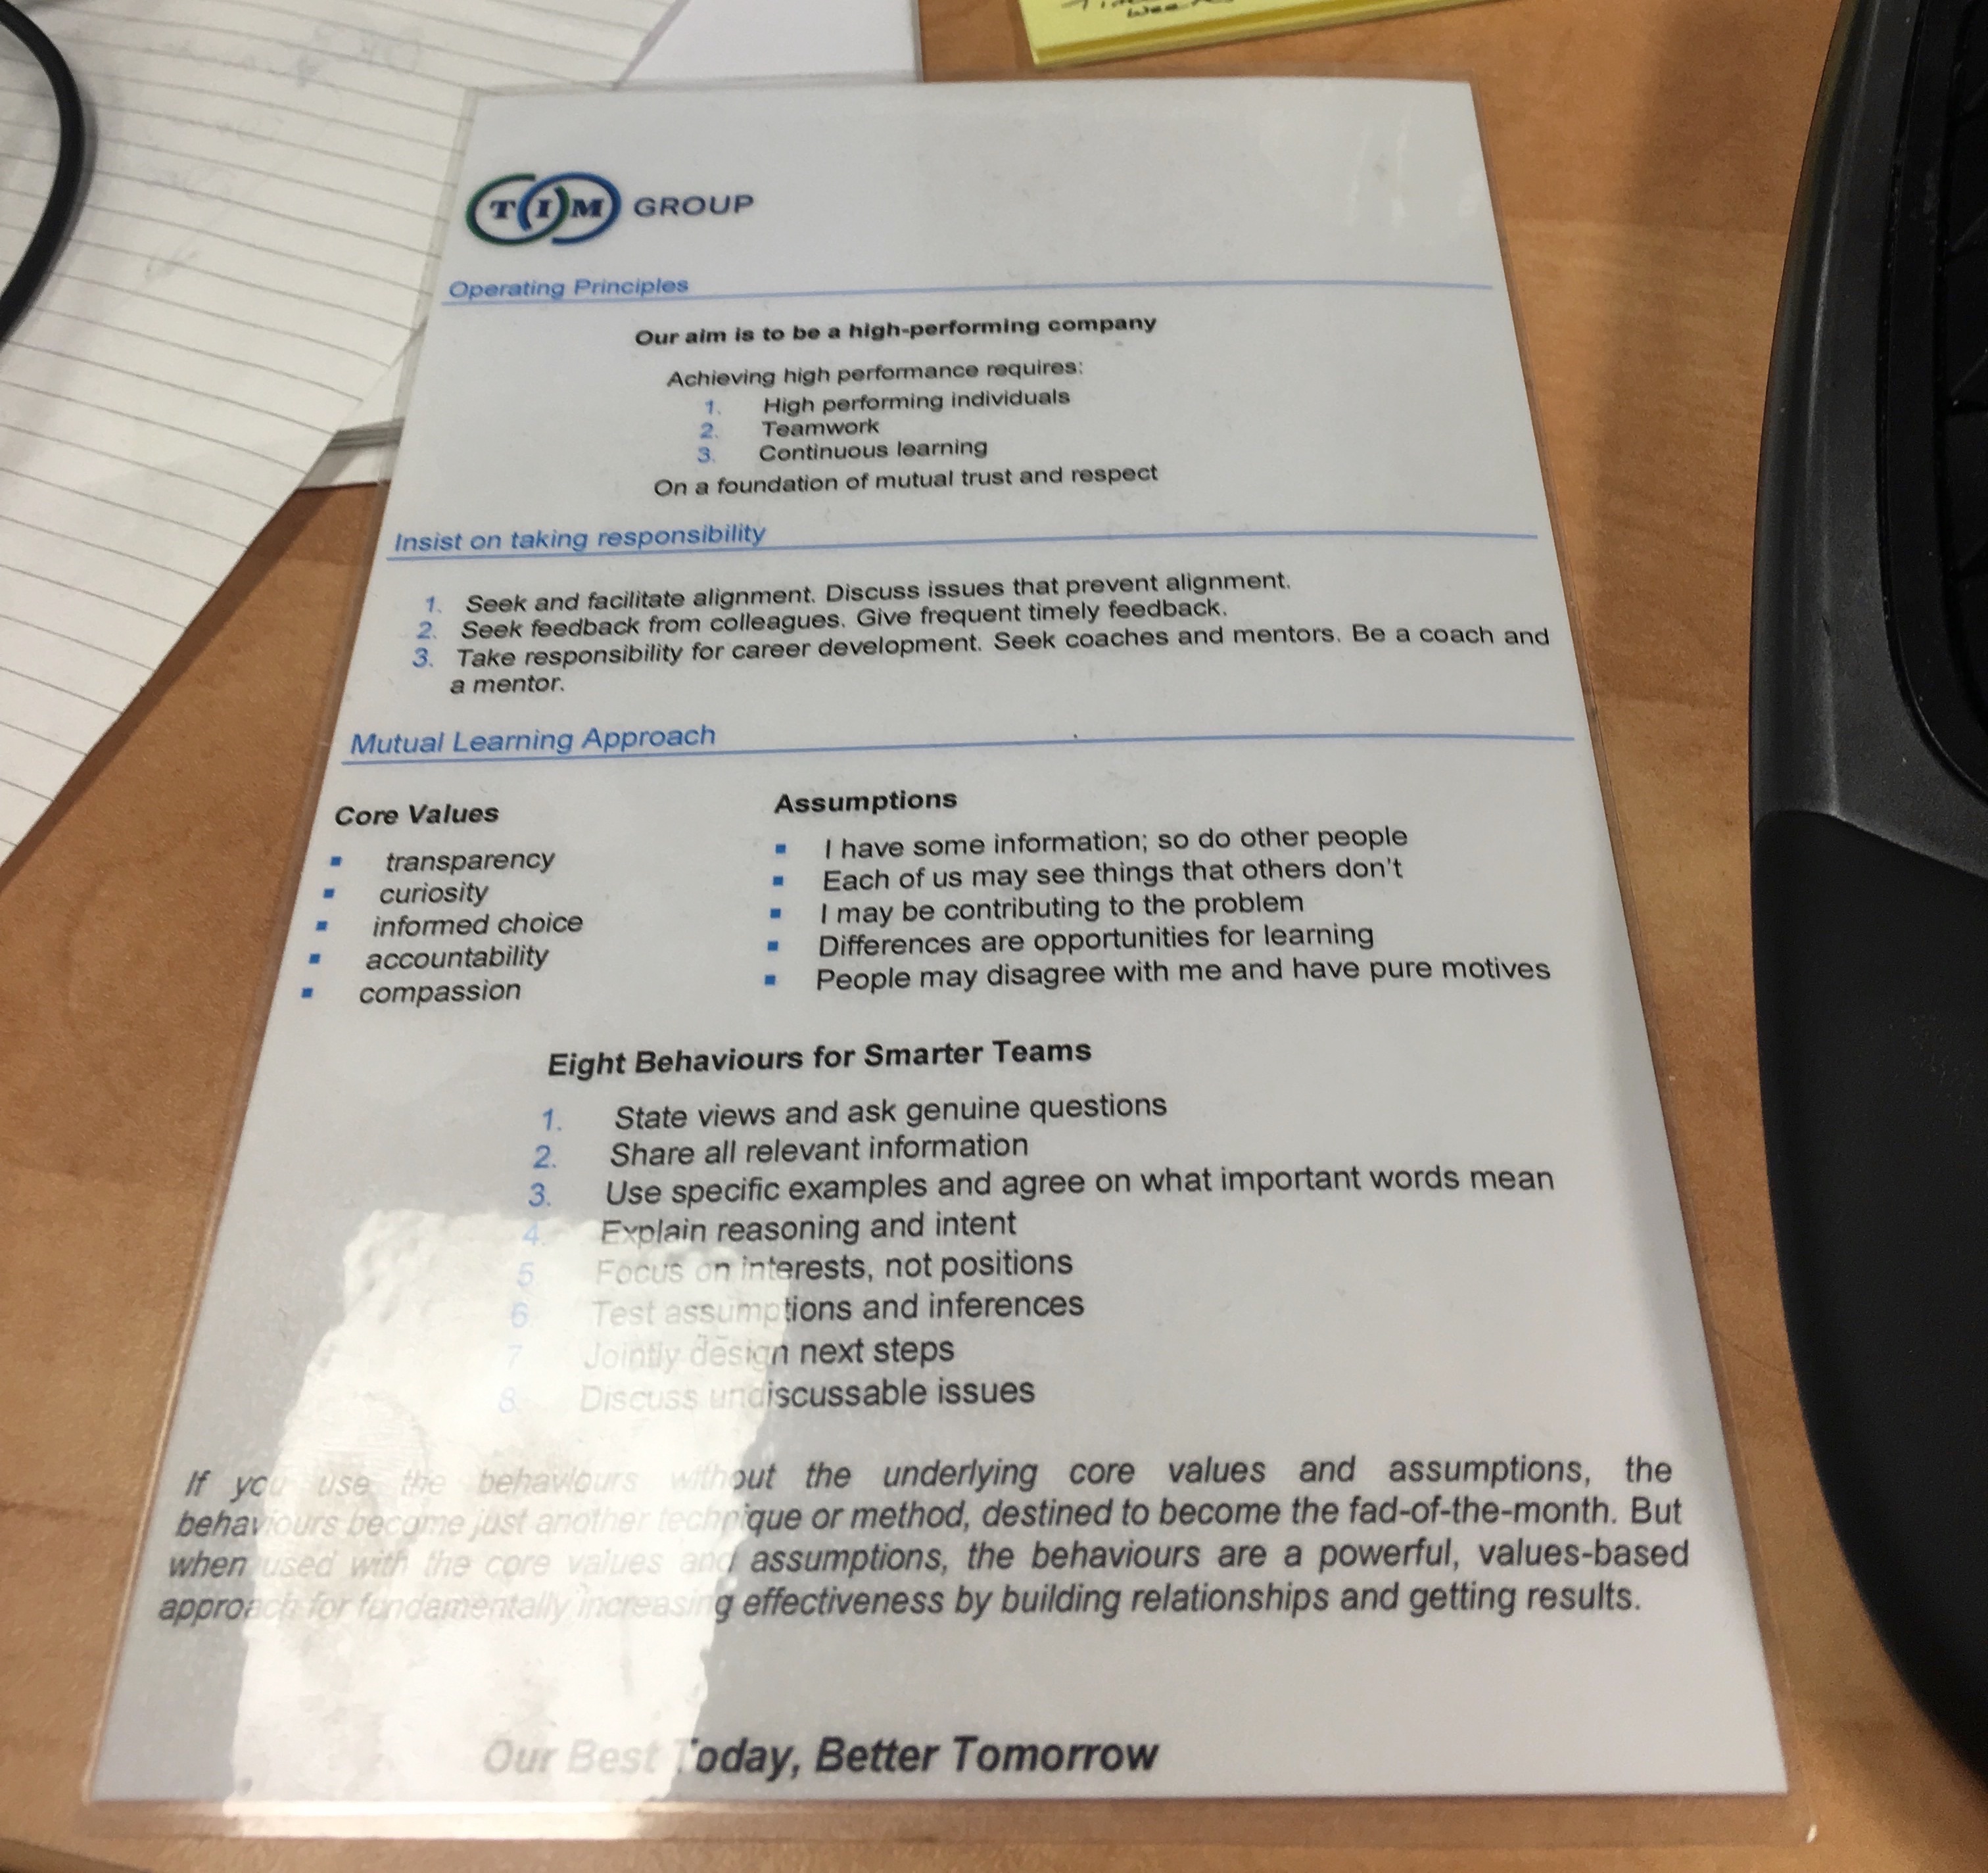 TIM GROUP
Operating Principles
Our aim is to be a high-performing company
Achieving high performance requires:
1. High performing individuals
2. Teamwork
3. Continuous learning
On a foundation of mutual trust and respect
Insist on taking responsibility
1. Seek and facilitate alignment. Discuss issues that prevent alignment.
2. Seek feedback from colleagues. Give frequent timely feedback.
3. Take responsibility for career development. Seek coaches and mentors. Be a coach and
a mentor.
Mutual Learning Approach
Core Values
transparency
curiosity
informed choice
accountability
compassion
Assumptions
I have some information; so do other people
Each of us may see things that others don't
I may be contributing to the problem
Differences are opportunities for learning
People may disagree with me and have pure motives
Eight Behaviours for Smarter Teams
1. State views and ask genuine questions
2. Share all relevant information
3. Use specific examples and agree on what important words mean
4. Explain reasoning and intent
5. Focus on interests, not positions
6. Test assumptions and inferences
7. Jointly design next steps
8. Discuss undiscussable issues
If you use the behaviours without the underlying core values and assumptions, the
behaviours become just another technique or method, destined to become the fad-of-the-month. But
when used with the core values and assumptions, the behaviours are a powerful, values-based
approach for fundamentally increasing effectiveness by building relationships and getting results.
Our Best Today, Better Tomorrow